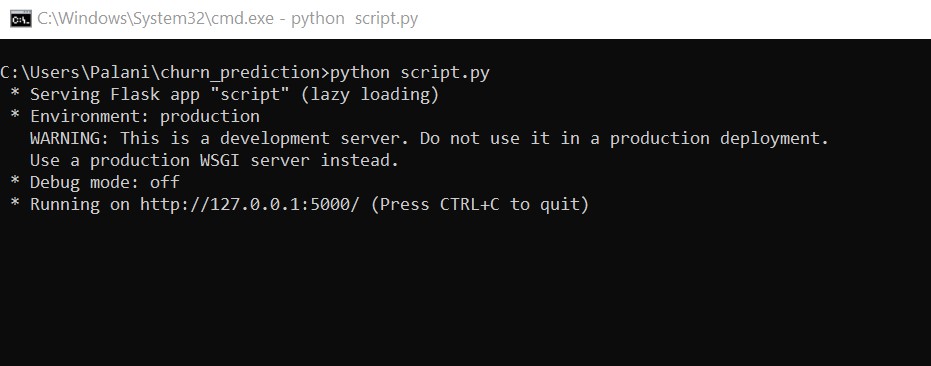 C:\Windows\System32\cmd.exe - python  script.py
C:\Users\Palani\churn_prediction>python script.py
 * Serving Flask app "script" (lazy loading)
 * Environment: production
   WARNING: This is a development server. Do not use it in a production deployment.
   Use a production WSGI server instead.
 * Debug mode: off
 * Running on http://127.0.0.1:5000/ (Press CTRL+C to quit)